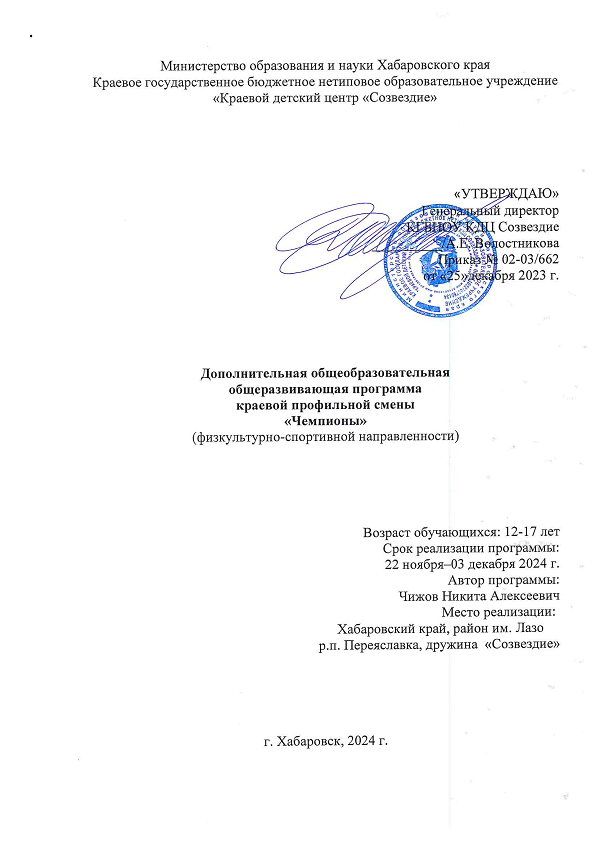 Министерство образования и науки Хабаровского края
Краевое государственное бюджетное нетиповое образовательное учреждение
«Краевой детский центр «Созвездие»
«УТВЕРЖДАЮ»
Генеральный директор
КГБНОУ КДЦ Созвездие
/А.Е. Волостникова
Приказ № 02-03/662
от «25»декабря 2023 г.
Дополнительная общеобразовательная
общеразвивающая программа
краевой профильной смены
«Чемпионы»
(физкультурно-спортивной направленности)
Возраст обучающихся: 12-17 лет
Срок реализации программы:
22 ноября–03 декабря 2024 г.
Автор программы:
Чижов Никита Алексеевич
Место реализации:
Хабаровский край, район им. Лазо
р.п. Переяславка, дружина «Созвездие»
г. Хабаровск, 2024 г.